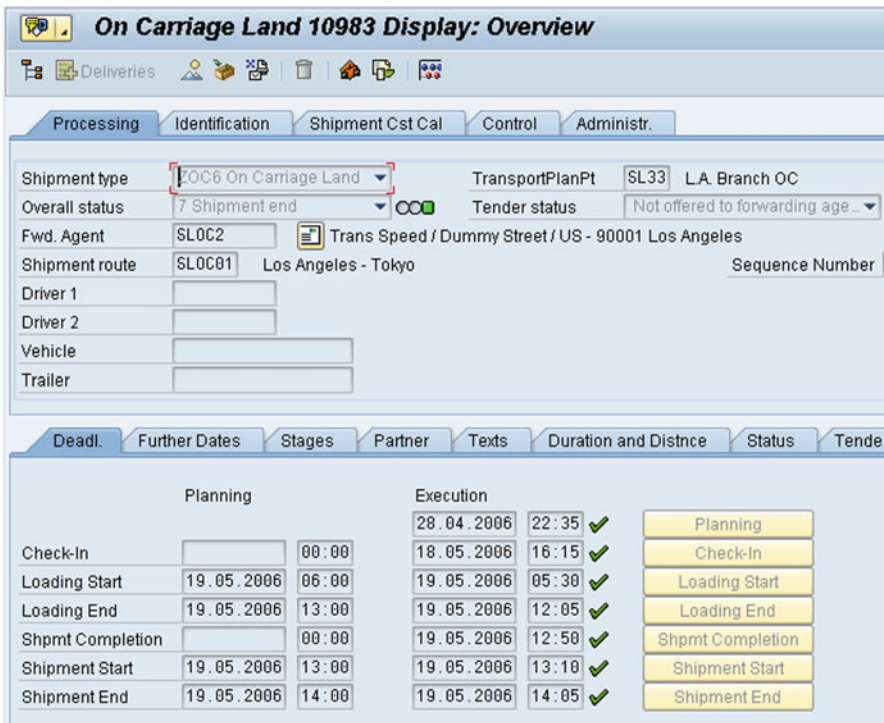 On Carriage Land 10983 Display: Overview
Deliveries
Processing Identification Shipment Cst Cal Control Administr.
Shipment type ZOC6 On Carriage Land TransportPlanPt SL33 L.A. Branch OC
Overall status 7 Shipment end Tender status Not offered to forwarding age...
Fwd. Agent SLOC2 Trans Speed / Dummy Street / US - 90001 Los Angeles
Shipment route SLOC01 Los Angeles - Tokyo Sequence Number
Driver 1
Driver 2
Vehicle
Trailer
Deadl. Further Dates Stages Partner Texts Duration and Distnce Status Tende
Planning Execution
28.04.2006 22:35 Planning
Check-In 00:00 18.05.2006 16:15 Check-In
Loading Start 19.05.2006 06:00 19.05.2006 05:30 Loading Start
Loading End 19.05.2006 13:00 19.05.2006 12:05 Loading End
Shpmt Completion 00:00 19.05.2006 12:50 Shpmt Completion
Shipment Start 19.05.2006 13:00 19.05.2006 13:10 Shipment Start
Shipment End 19.05.2006 14:00 19.05.2006 14:05 Shipment End